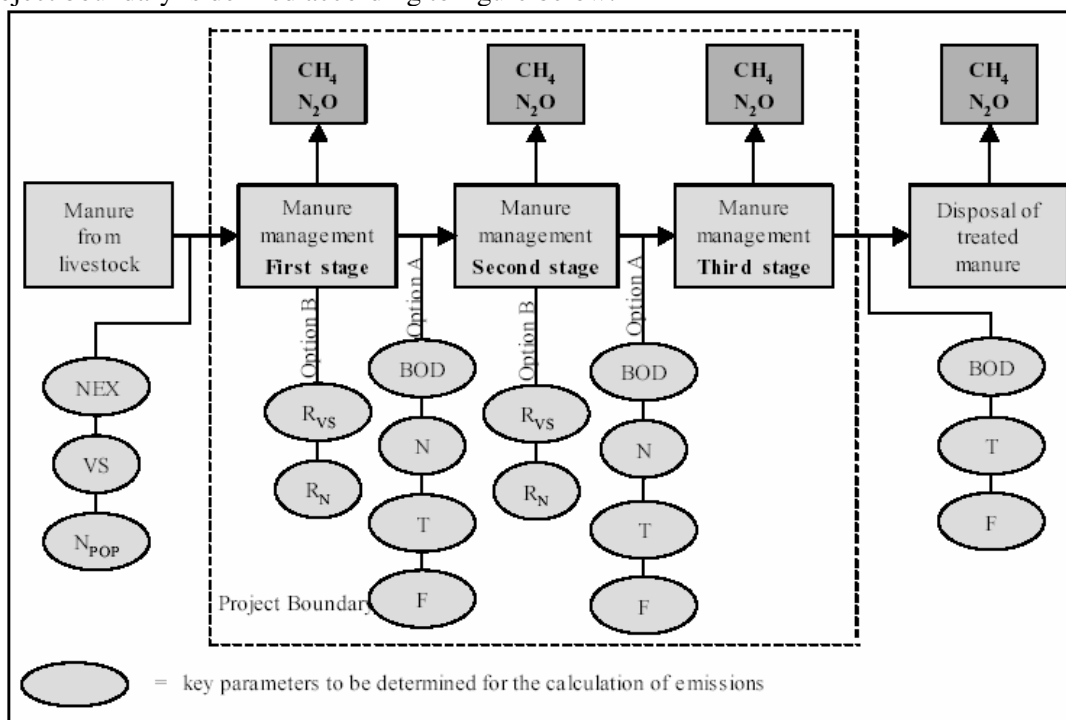 CH4
N2O
CH4
N2O
CH4
N2O
CH4
N2O
Manure
from
livestock
Manure
management
First stage
Manure
management
Second stage
Manure
management
Third stage
Disposal of
treated
manure
Option B
Option A
Option B
Option A
NEX
VS
NPOP
RVS
RN
BOD
N
T
F
RVS
RN
BOD
N
T
F
BOD
T
F
Project Boundary
= key parameters to be determined for the calculation of emissions